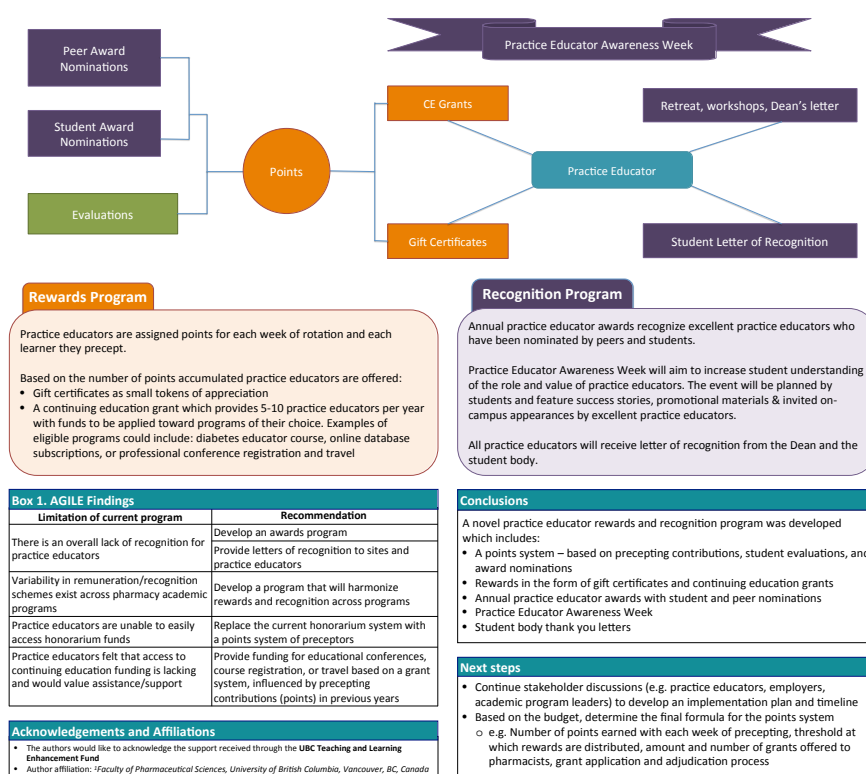 Practice Educator Awareness Week
Peer Award
Nominations
Student Award
Nominations
Evaluations
Points
CE Grants
Gift Certificates
Practice Educator
Retreat, workshops, Dean's letter
Student Letter of Recognition
Rewards Program
Practice educators are assigned points for each week of rotation and each
learner they precept.
Based on the number of points accumulated practice educators are offered:
• Gift certificates as small tokens of appreciation
• A continuing education grant which provides 5-10 practice educators per year
with funds to be applied toward programs of their choice. Examples of
eligible programs could include: diabetes educator course, online database
subscriptions, or professional conference registration and travel
Recognition Program
Annual practice educator awards recognize excellent practice educators who
have been nominated by peers and students.
Practice Educator Awareness Week will aim to increase student understanding
of the role and value of practice educators. The event will be planned by
students and feature success stories, promotional materials & invited on-
campus appearances by excellent practice educators.
All practice educators will receive letter of recognition from the Dean and the
student body.
Box 1. AGILE Findings
Limitation of current program
Recommendation
There is an overall lack of recognition for
practice educators
Develop an awards program
Provide letters of recognition to sites and
practice educators
Variability in remuneration/recognition
schemes exist across pharmacy academic
programs
Develop a program that will harmonize
rewards and recognition across programs
Practice educators are unable to easily
access honorarium funds
Replace the current honorarium system with
a points system of preceptors
Practice educators felt that access to
continuing education funding is lacking
and would value assistance/support
Provide funding for educational conferences,
course registration, or travel based on a grant
system, influenced by precepting
contributions (points) in previous years
Acknowledgements and Affiliations
• The authors would like to acknowledge the support received through the UBC Teaching and Learning
Enhancement Fund
• Author affiliation: ¹Faculty of Pharmaceutical Sciences, University of British Columbia, Vancouver, BC, Canada
Conclusions
A novel practice educator rewards and recognition program was developed
which includes:
• A points system – based on precepting contributions, student evaluations, and
award nominations
• Rewards in the form of gift certificates and continuing education grants
• Annual practice educator awards with student and peer nominations
• Practice Educator Awareness Week
• Student body thank you letters
Next steps
• Continue stakeholder discussions (e.g. practice educators, employers,
academic program leaders) to develop an implementation plan and timeline
• Based on the budget, determine the final formula for the points system
o e.g. Number of points earned with each week of precepting, threshold at
which rewards are distributed, amount and number of grants offered to
pharmacists, grant application and adjudication process